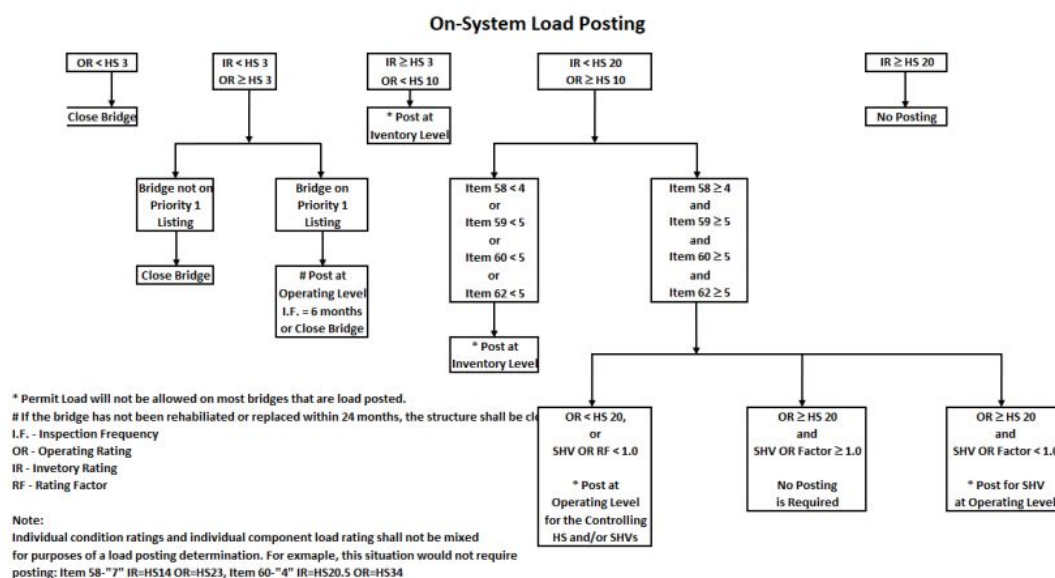 On-System Load Posting
OR < HS 3
Close Bridge
IR < HS 3
OR ≥ HS 3
Bridge not on
Priority 1
Listing
Close Bridge
Bridge on
Priority 1
Listing
# Post at
Operating Level
I.F. = 6 months
or Close Bridge
IR ≥ HS 3
OR < HS 10
* Post at
Iventory Level
IR < HS 20
OR ≥ HS 10
Item 58 < 4
or
Item 59 < 5
or
Item 60 < 5
or
Item 62 < 5
* Post at
Inventory Level
Item 58 ≥ 4
and
Item 59 ≥ 5
and
Item 60 ≥ 5
and
Item 62 ≥ 5
OR < HS 20,
or
SHV OR RF < 1.0
* Post at
Operating Level
for the Controlling
HS and/or SHVs
OR ≥ HS 20
and
SHV OR Factor ≥ 1.0
No Posting
is Required
OR ≥ HS 20
and
SHV OR Factor < 1.0
* Post for SHV
at Operating Level
IR ≥ HS 20
No Posting
* Permit Load will not be allowed on most bridges that are load posted.
# If the bridge has not been rehabiliated or replaced within 24 months, the structure shall be
I.F. - Inspection Frequency
OR - Operating Rating
IR - Invetory Rating
RF - Rating Factor
Note:
Individual condition ratings and individual component load rating shall not be mixed
for purposes of a load posting determination. For exmaple, this situation would not require
posting: Item 58-"7" IR=HS14 OR=HS23, Item 60-"4" IR=HS20.5 OR=HS34